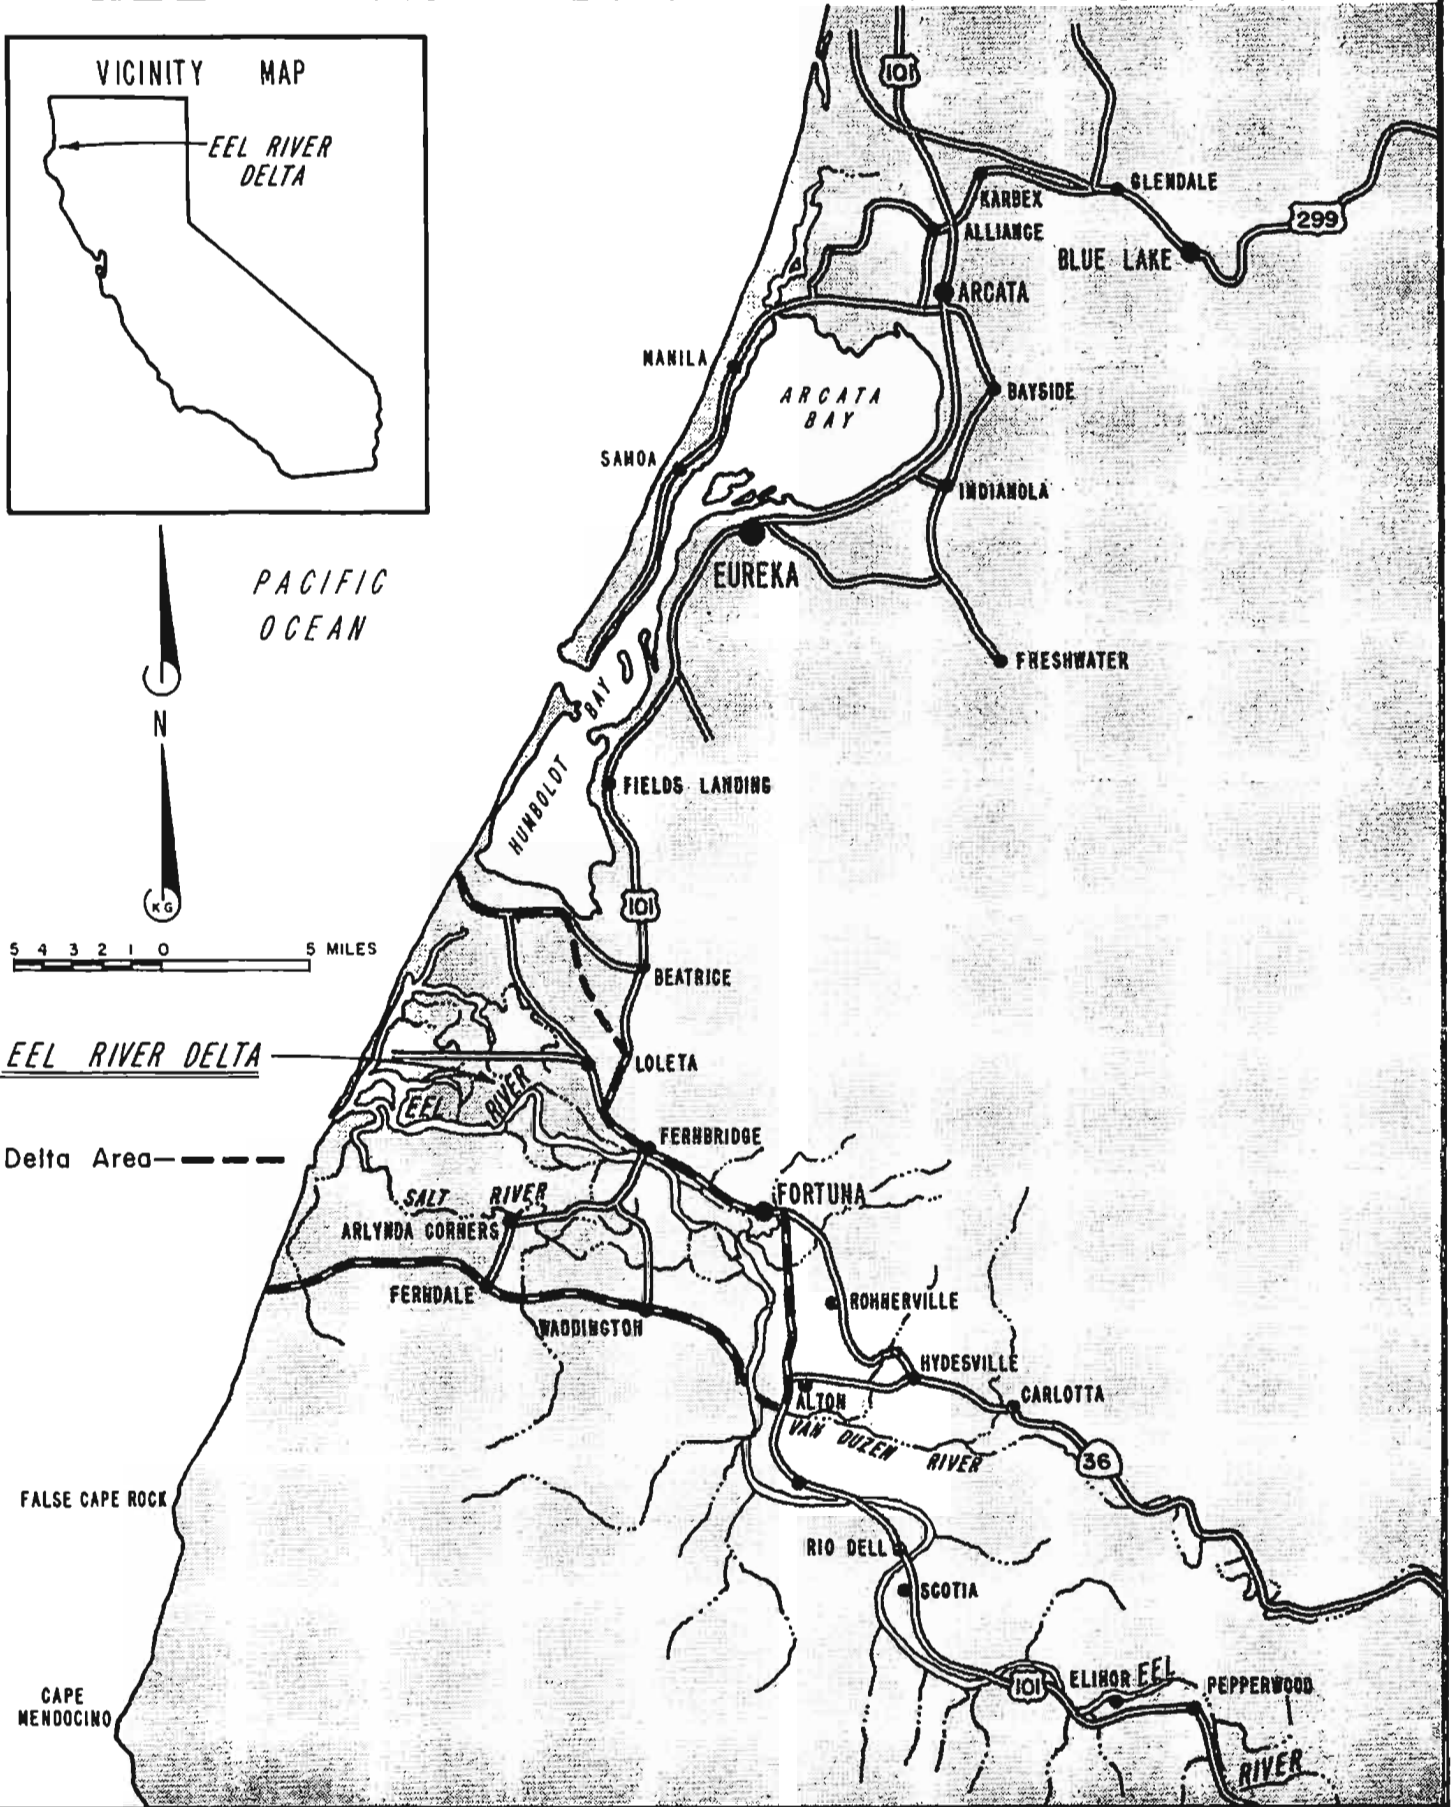 VICINITY MAP
EEL RIVER
DELTA
101
KARBEX
GLENDALE
ALLIANCE
299
BLUE LAKE
ARCATA
MANILA
ARCATA
BAY
BAYSIDE
SAMOA
INDIANOLA
EUREKA
PACIFIC
OCEAN
FRESHWATER
N
HUMBOLDT BAY
FIELDS LANDING
KG
101
5 4 3 2 1 0 5 MILES
BEATRICE
EEL RIVER DELTA
LOLETA
EEL RIVER
FERNBRIDGE
Delta Area
FORTUNA
SALT RIVER
ARLYNDA CORNERS
FERNDALE
ROHNERVILLE
WADDINGTON
HYDESVILLE
ALTON
CARLOTTA
VAN DUZEN RIVER
36
FALSE CAPE ROCK
RIO DELL
SCOTIA
101
ELINOR
EEL
PEPPERWOOD
CAPE
MENDOCINO
RIVER